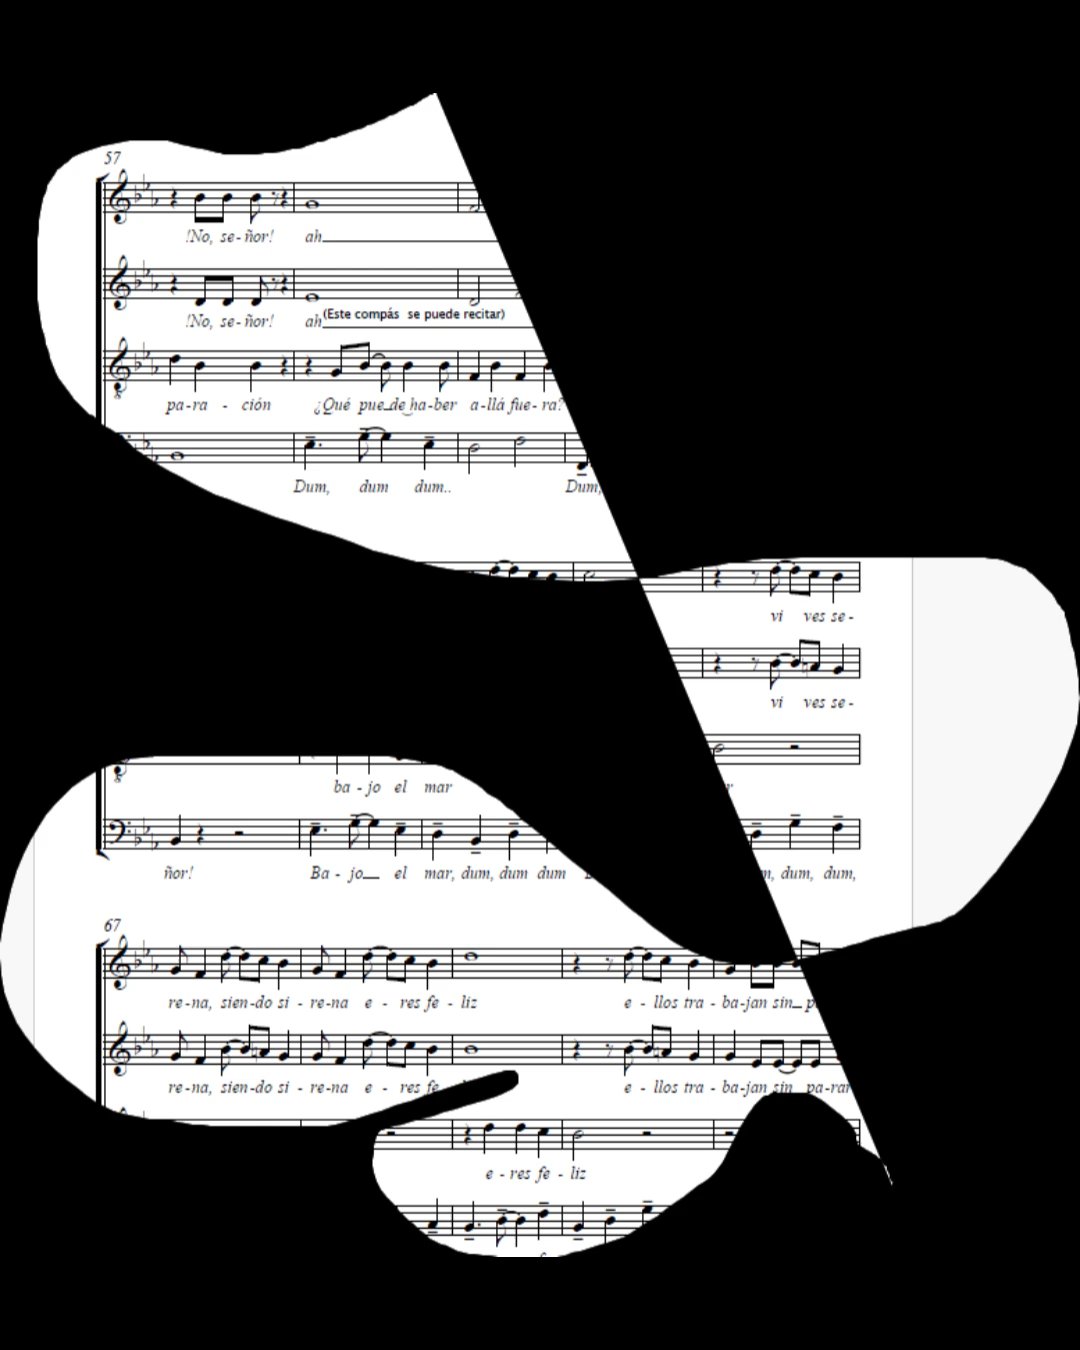 57
!No, se- ñor! ah
!No, se- ñor! ah
(Este compás se puede recitar)
pa-ra - ción ¿Qué pue de ha-ber a-llá fue- ra?
Dum, dum dum.. Dum,
vi ves se-
vi ves se-
ba - jo el mar
ñor! Ba - jo el mar, dum, dum dum dum, dum,
67
re-na, sien-do si - re-na e - res fe - liz e - llos tra - ba-jan sin
re-na, sien-do si - re-na e - res fe e - llos tra - ba-jan sin pa-rar
e - res fe - liz